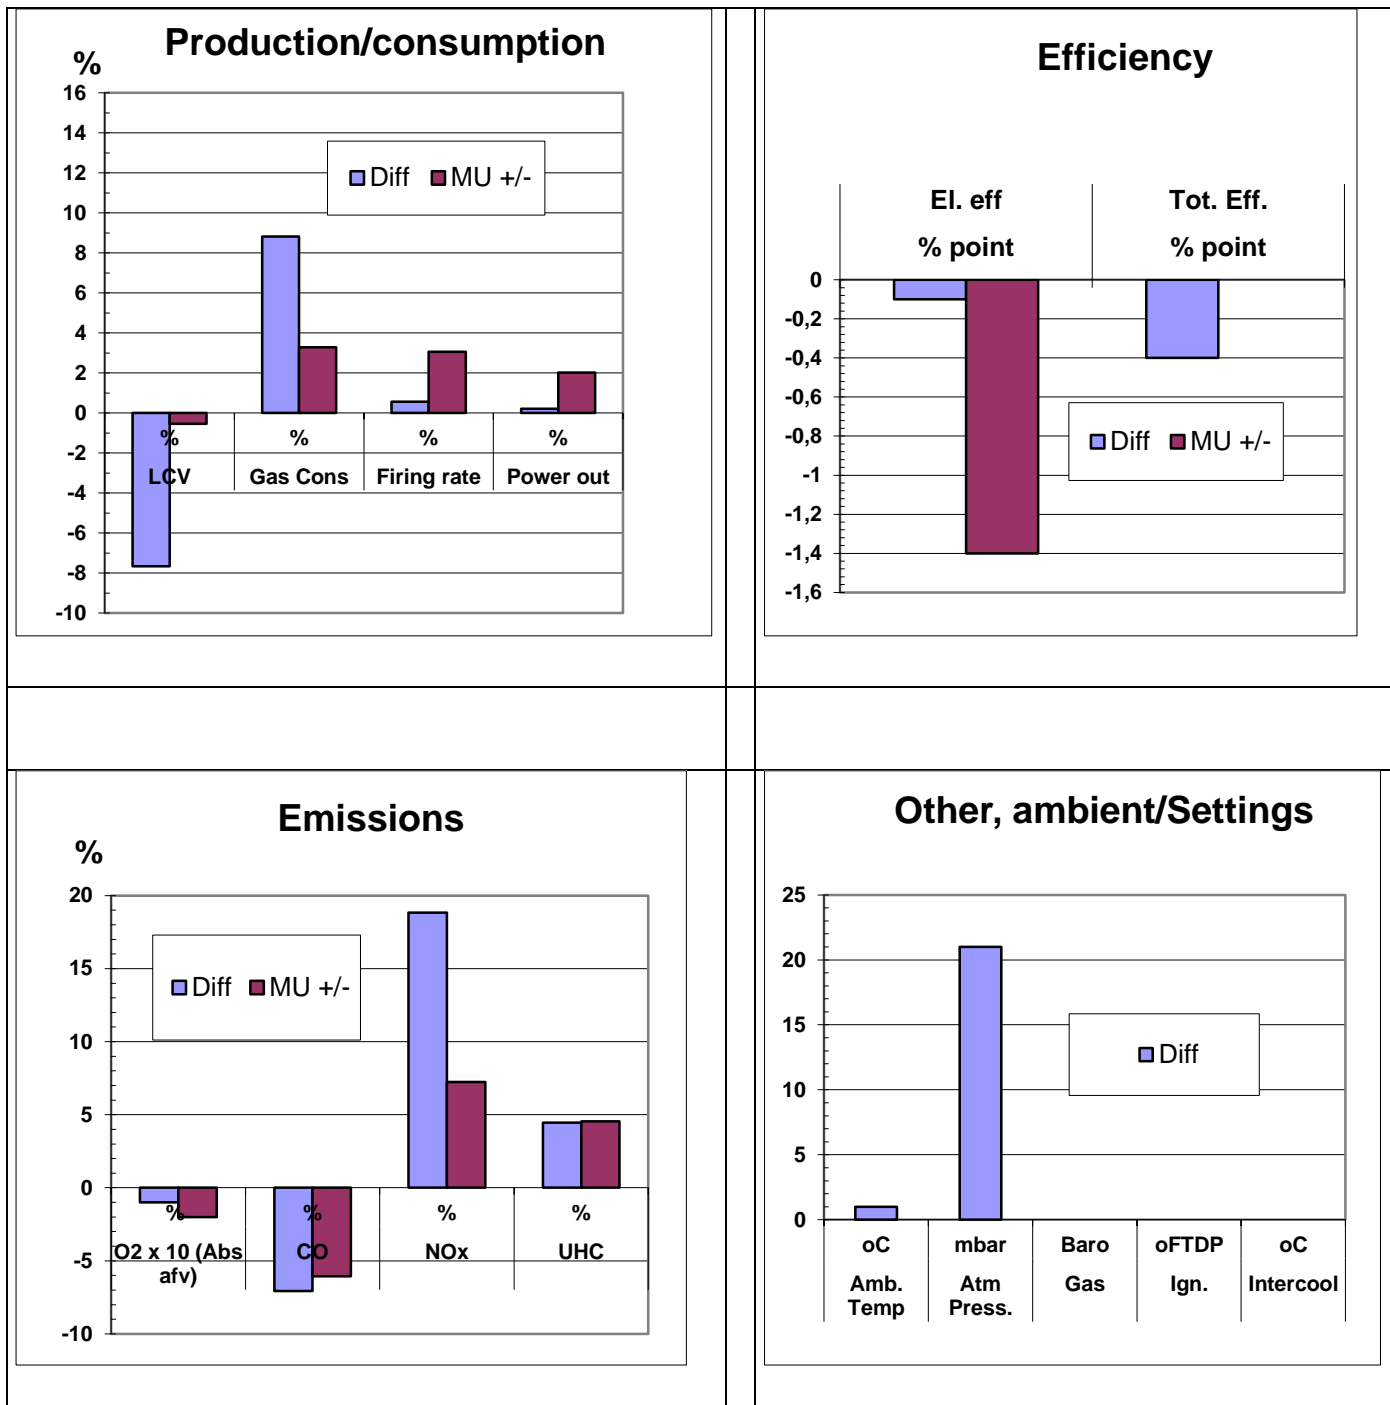 Production/consumption
%
16
14
12
10
8
6
4
2
0
-2
-4
-6
-8
-10
Diff MU +/-
% % % %
LCV Gas Cons Firing rate Power out
Efficiency
El. eff Tot. Eff.
% point % point
0
-0,2
-0,4
-0,6
-0,8
-1
-1,2
-1,4
-1,6
Diff MU +/-
Emissions
%
20
15
10
5
0
-5
-10
Diff MU +/-
% % % %
O2 x 10 (Abs CO NOx UHC
afv)
Other, ambient/Settings
25
20
15
10
5
0
Diff
oC mbar Baro oFTDP oC
Amb. Atm Gas Ign. Intercool
Temp Press.